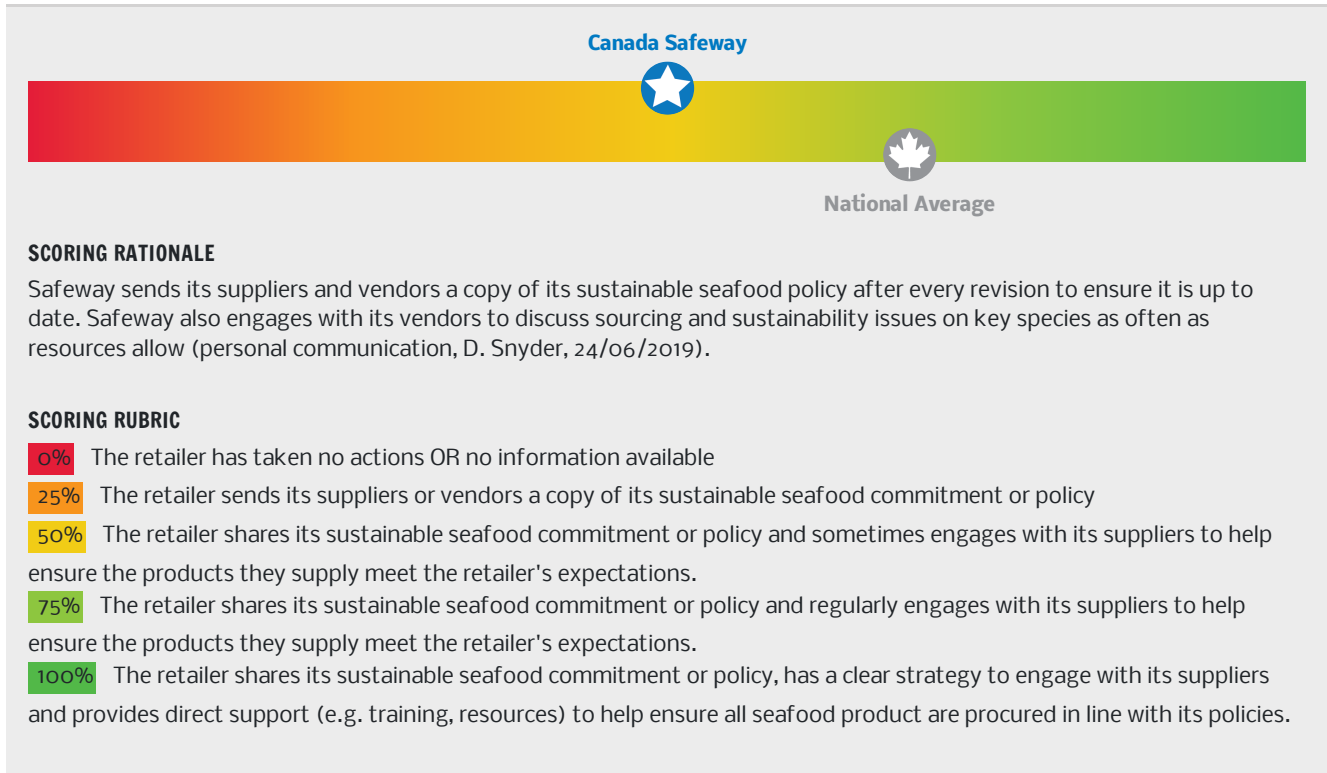 Canada Safeway
National Average
SCORING RATIONALE
Safeway sends its suppliers and vendors a copy of its sustainable seafood policy after every revision to ensure it is up to
date. Safeway also engages with its vendors to discuss sourcing and sustainability issues on key species as often as
resources allow (personal communication, D. Snyder, 24/06/2019).
SCORING RUBRIC
0% The retailer has taken no actions OR no information available
25% The retailer sends its suppliers or vendors a copy of its sustainable seafood commitment or policy
50% The retailer shares its sustainable seafood commitment or policy and sometimes engages with its suppliers to help
ensure the products they supply meet the retailer's expectations.
75% The retailer shares its sustainable seafood commitment or policy and regularly engages with its suppliers to help
ensure the products they supply meet the retailer's expectations.
100% The retailer shares its sustainable seafood commitment or policy, has a clear strategy to engage with its suppliers
and provides direct support (e.g. training, resources) to help ensure all seafood product are procured in line with its policies.